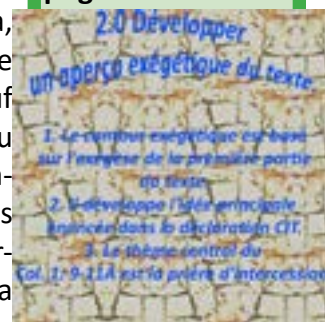 2.0 Développer
un aperçu exégétique du texte.
1. Le contour exégétique est basé
sur l'exégèse de la première partie
du texte.
2. Il développe l'idée principale
énoncée dans la déclaration CIT.
3. Le thème central du
Col. 1: 9-11A est la prière d'intercession